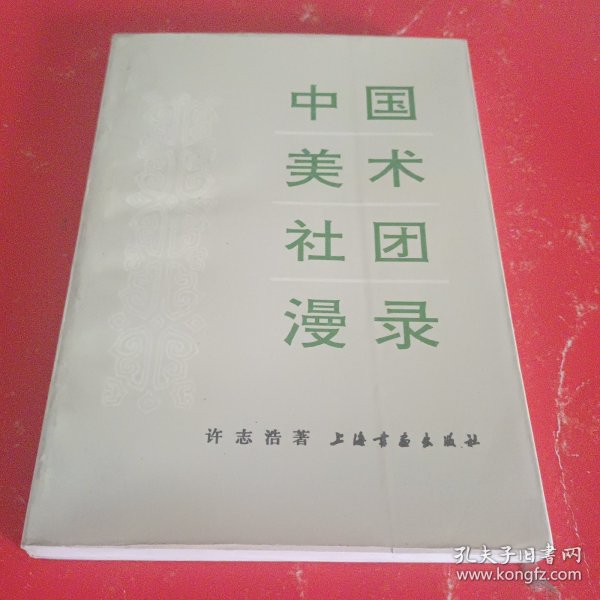 中国
美术
社团
漫录
许志浩著 上海书画出版社
孔夫子旧书网
www.kongfz.com